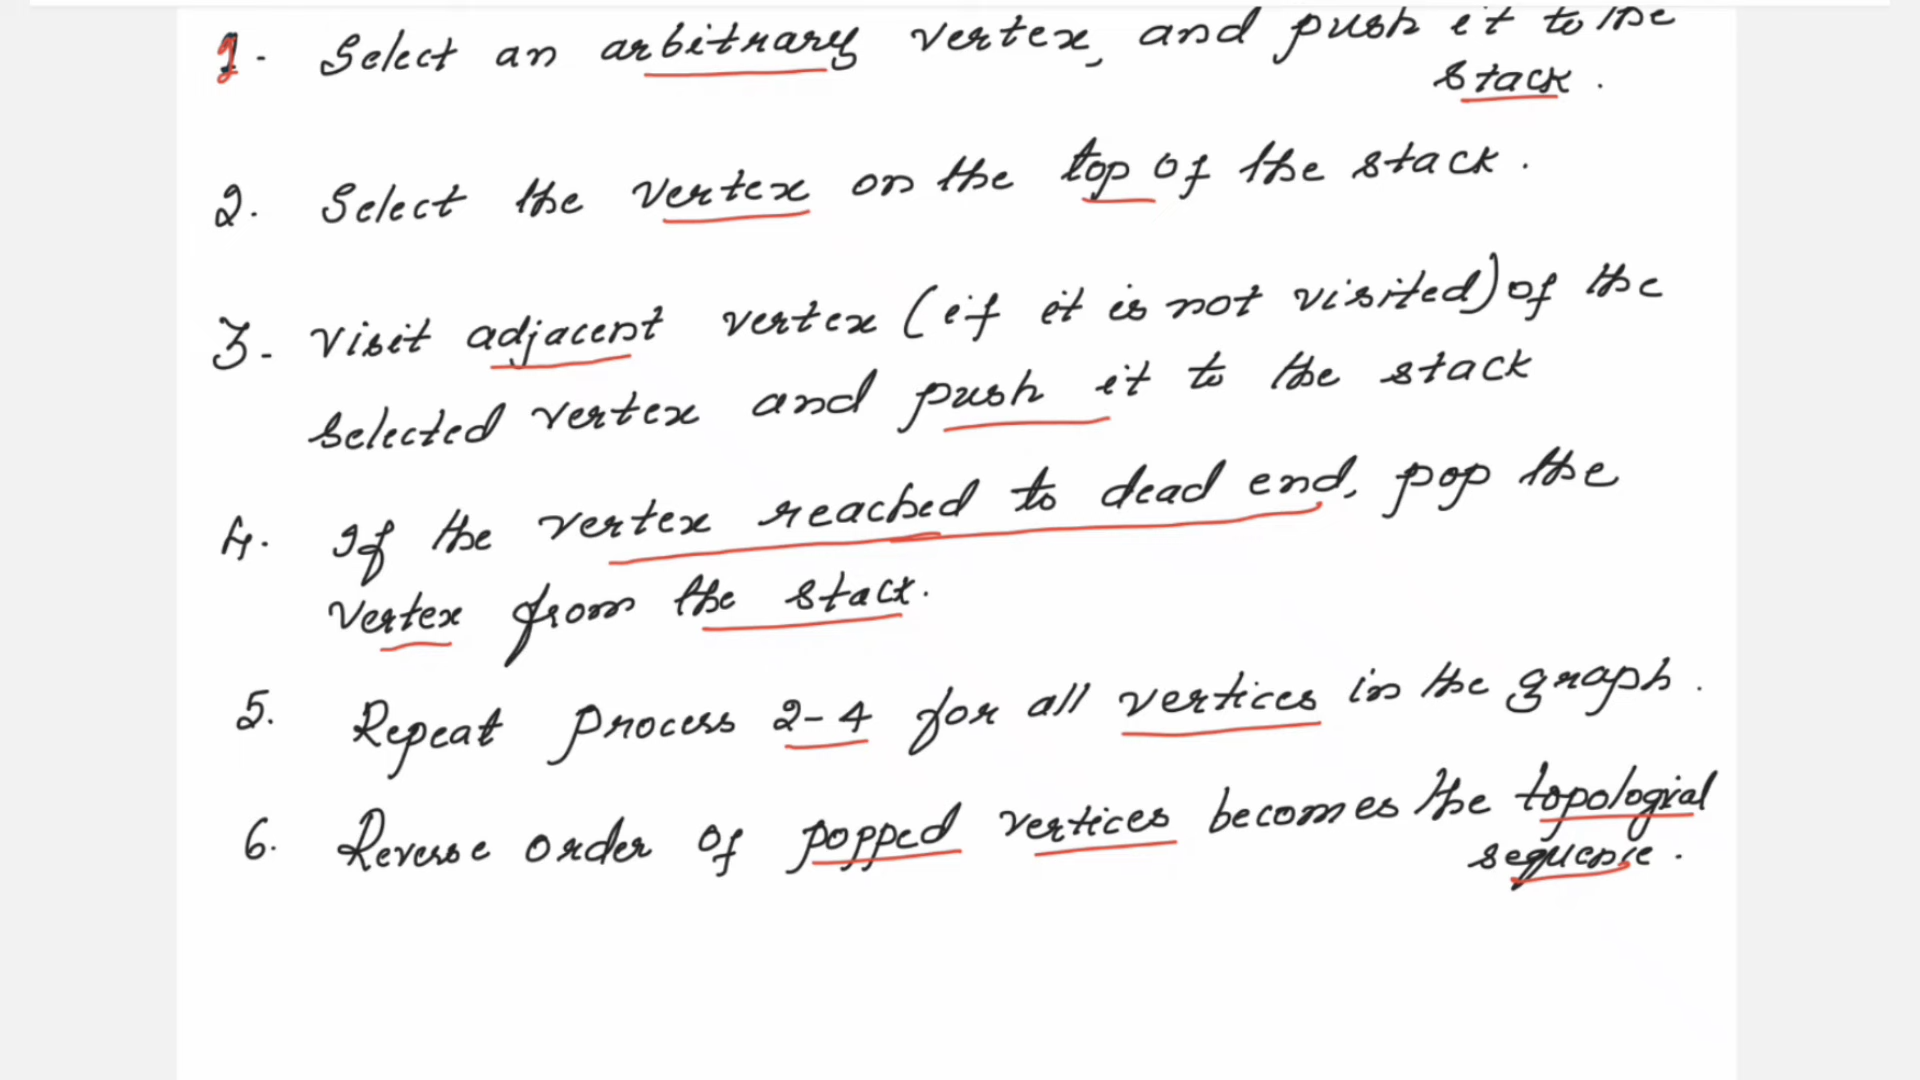 1. Select an arbitrary vertex, and push it to the
stack.
2. Select the vertex on the top of the stack.
3. Visit adjacent vertex (if it is not visited) of the
selected vertex and push it to the stack
4. If the vertex reached to dead end, pop the
vertex from the stack.
5. Repeat process 2-4 for all vertices in the graph.
6. Reverse order of popped vertices becomes the topologial
sequence.